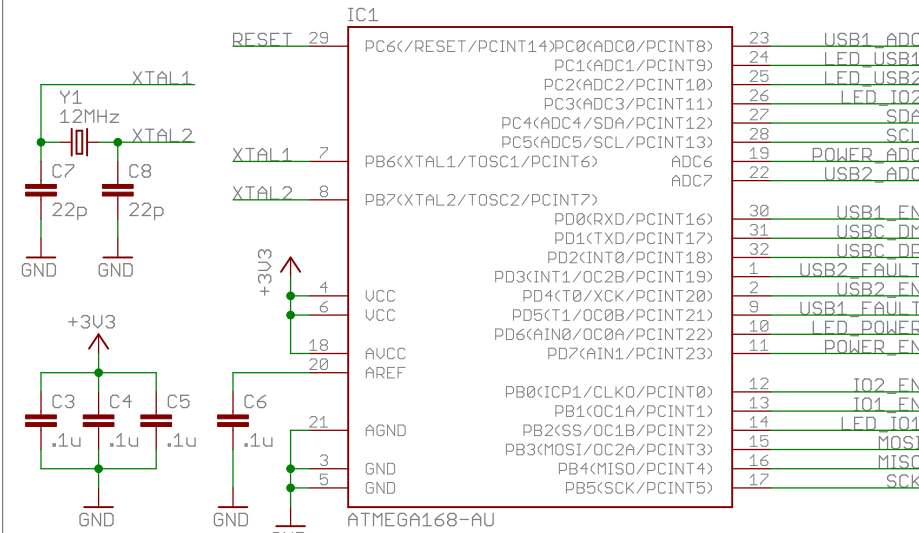 IC1
RESET 29 PC6(/RESET/PCINT14)PC0(ADC0/PCINT8) 23 USB1_ADC
PC1(ADC1/PCINT9) 24 LED_USB1
XTAL1 PC2(ADC2/PCINT10) 25 LED_USB2
Y1 PC3(ADC3/PCINT11) 26 LED_IO2
12MHz PC4(ADC4/SDA/PCINT12) 27 SDA
XTAL2 PC5(ADC5/SCL/PCINT13) 28 SCL
XTAL1 7 PB6(XTAL1/TOSC1/PCINT6) ADC6 19 POWER_ADC
C7 C8 ADC7 22 USB2_ADC
XTAL2 8 PB7(XTAL2/TOSC2/PCINT7)
22p 22p PD0(RXD/PCINT16) 30 USB1_EN
PD1(TXD/PCINT17) 31 USBC_DM
PD2(INT0/PCINT18) 32 USBC_DP
GND GND +3V3 PD3(INT1/OC2B/PCINT19) 1 USB2_FAULT
4 VCC PD4(T0/XCK/PCINT20) 2 USB2_EN
6 VCC PD5(T1/OC0B/PCINT21) 9 USB1_FAULT
+3V3 PD6(AIN0/OC0A/PCINT22) 10 LED_POWER
18 AVCC PD7(AIN1/PCINT23) 11 POWER_EN
20 AREF
PB0(ICP1/CLKO/PCINT0) 12 IO2_EN
C3 C4 C5 C6 PB1(OC1A/PCINT1) 13 IO1_EN
21 AGND PB2(SS/OC1B/PCINT2) 14 LED_IO1
.1u .1u .1u .1u PB3(MOSI/OC2A/PCINT3) 15 MOSI
3 GND PB4(MISO/PCINT4) 16 MISO
5 GND PB5(SCK/PCINT5) 17 SCK
GND GND ATMEGA168-AU